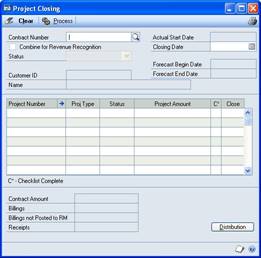 Project Closing
Clear Process
Contract Number Actual Start Date
Combine for Revenue Recognition Closing Date
Status
Forecast Begin Date
Customer ID Forecast End Date
Name
Project Number Proj Type Status Project Amount C* Close
C* - Checklist Complete
Contract Amount
Billings
Billings not Posted to RM
Receipts Distribution